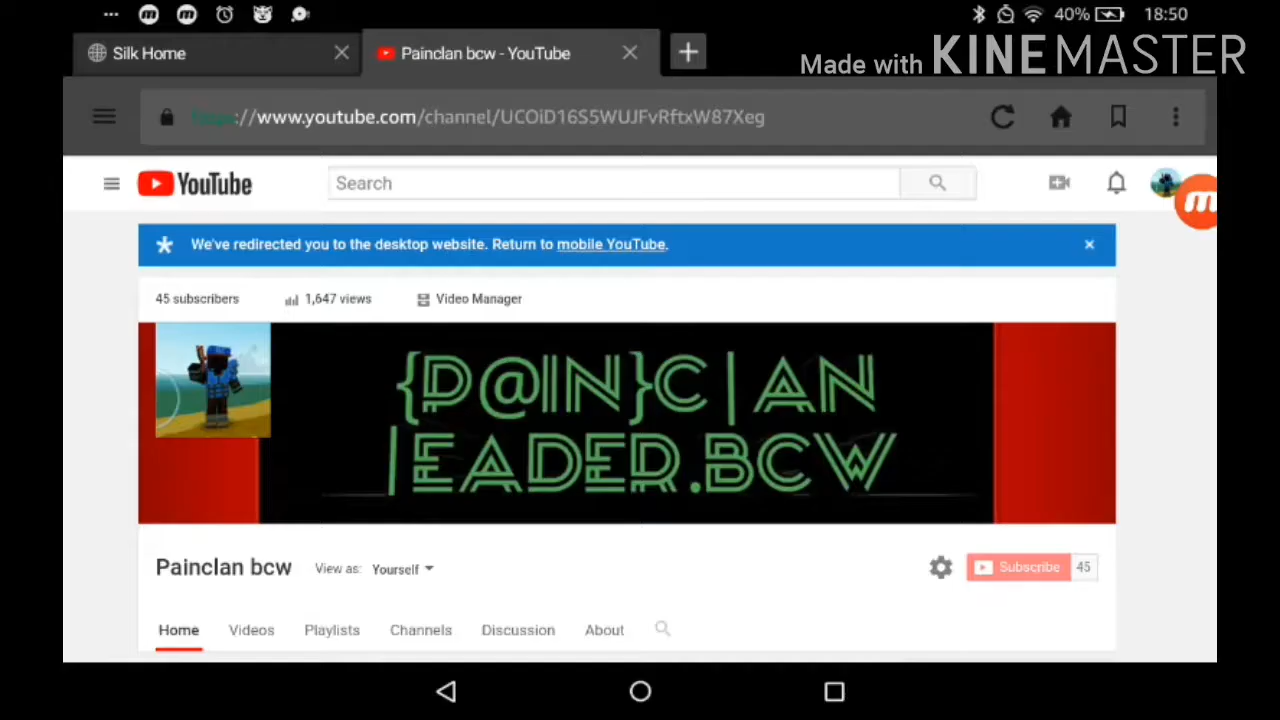 40% 18:50
Silk Home
Painclan bcw - YouTube
Made with KINEMASTER
https://www.youtube.com/channel/UCOiD16S5WUJFvRftxW87Xeg
YouTube
Search
We've redirected you to the desktop website. Return to mobile YouTube.
45 subscribers 1,647 views Video Manager
{P@IN}C|AN
|EADER.BCW
Painclan bcw View as: Yourself Subscribe 45
Home Videos Playlists Channels Discussion About